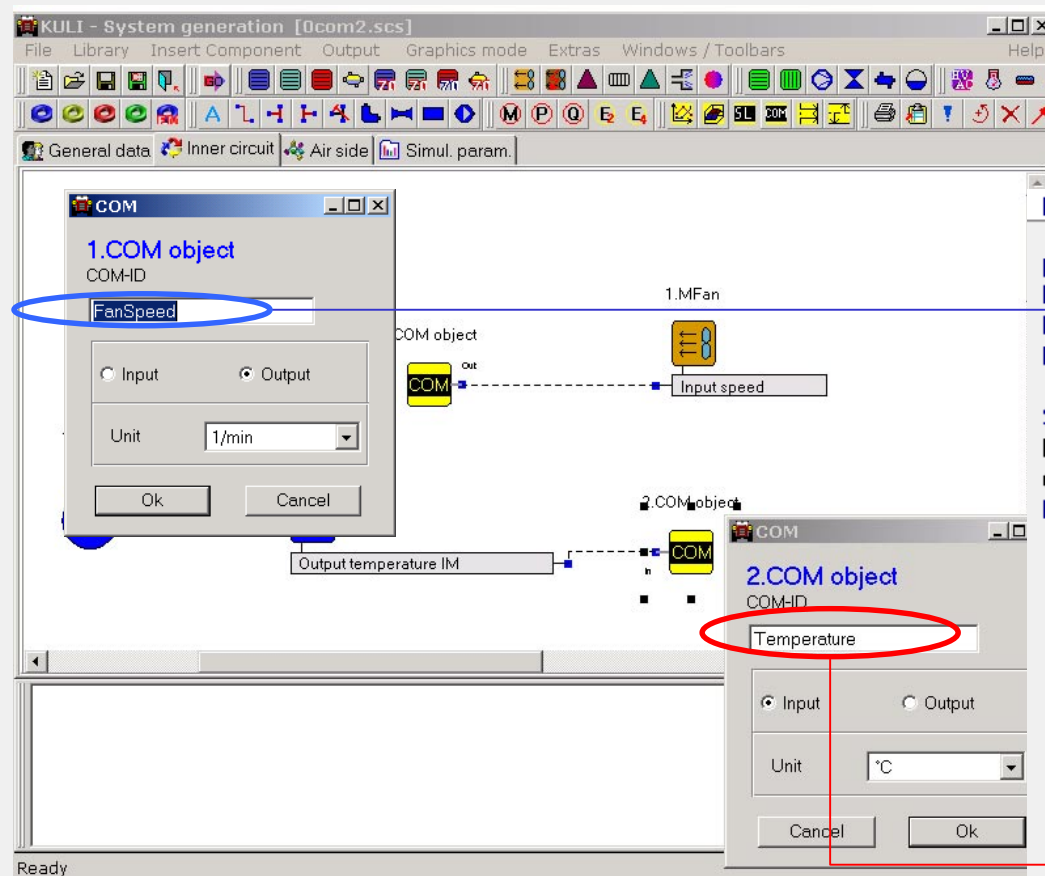 KULI - System generation [0com2.scs]
File Library Insert Component Output Graphics mode Extras Windows / Toolbars Help
A M P Q E2 E, SL COM
General data Inner circuit Air side Simul. param.
COM
1.COM object
COM-ID
FanSpeed
Input Output
Unit 1/min
Ok Cancel
COM object
COM
Out
1.MFan
Input speed
Output temperature IM
2.COM object
COM
In
COM
2.COM object
COM-ID
Temperature
Input Output
Unit °C
Cancel Ok
Ready